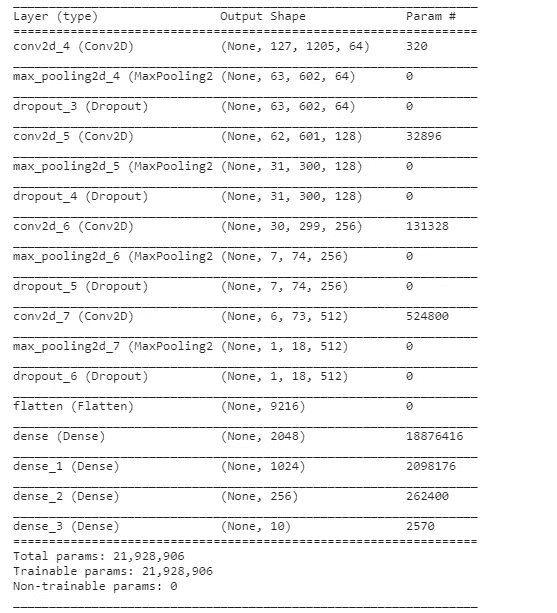 Layer (type) Output Shape Param #
conv2d_4 (Conv2D) (None, 127, 1205, 64) 320
max_pooling2d_4 (MaxPooling2 (None, 63, 602, 64) 0
dropout_3 (Dropout) (None, 63, 602, 64) 0
conv2d_5 (Conv2D) (None, 62, 601, 128) 32896
max_pooling2d_5 (MaxPooling2 (None, 31, 300, 128) 0
dropout_4 (Dropout) (None, 31, 300, 128) 0
conv2d_6 (Conv2D) (None, 30, 299, 256) 131328
max_pooling2d_6 (MaxPooling2 (None, 7, 74, 256) 0
dropout_5 (Dropout) (None, 7, 74, 256) 0
conv2d_7 (Conv2D) (None, 6, 73, 512) 524800
max_pooling2d_7 (MaxPooling2 (None, 1, 18, 512) 0
dropout_6 (Dropout) (None, 1, 18, 512) 0
flatten (Flatten) (None, 9216) 0
dense (Dense) (None, 2048) 18876416
dense_1 (Dense) (None, 1024) 2098176
dense_2 (Dense) (None, 256) 262400
dense_3 (Dense) (None, 10) 2570
Total params: 21,928,906
Trainable params: 21,928,906
Non-trainable params: 0